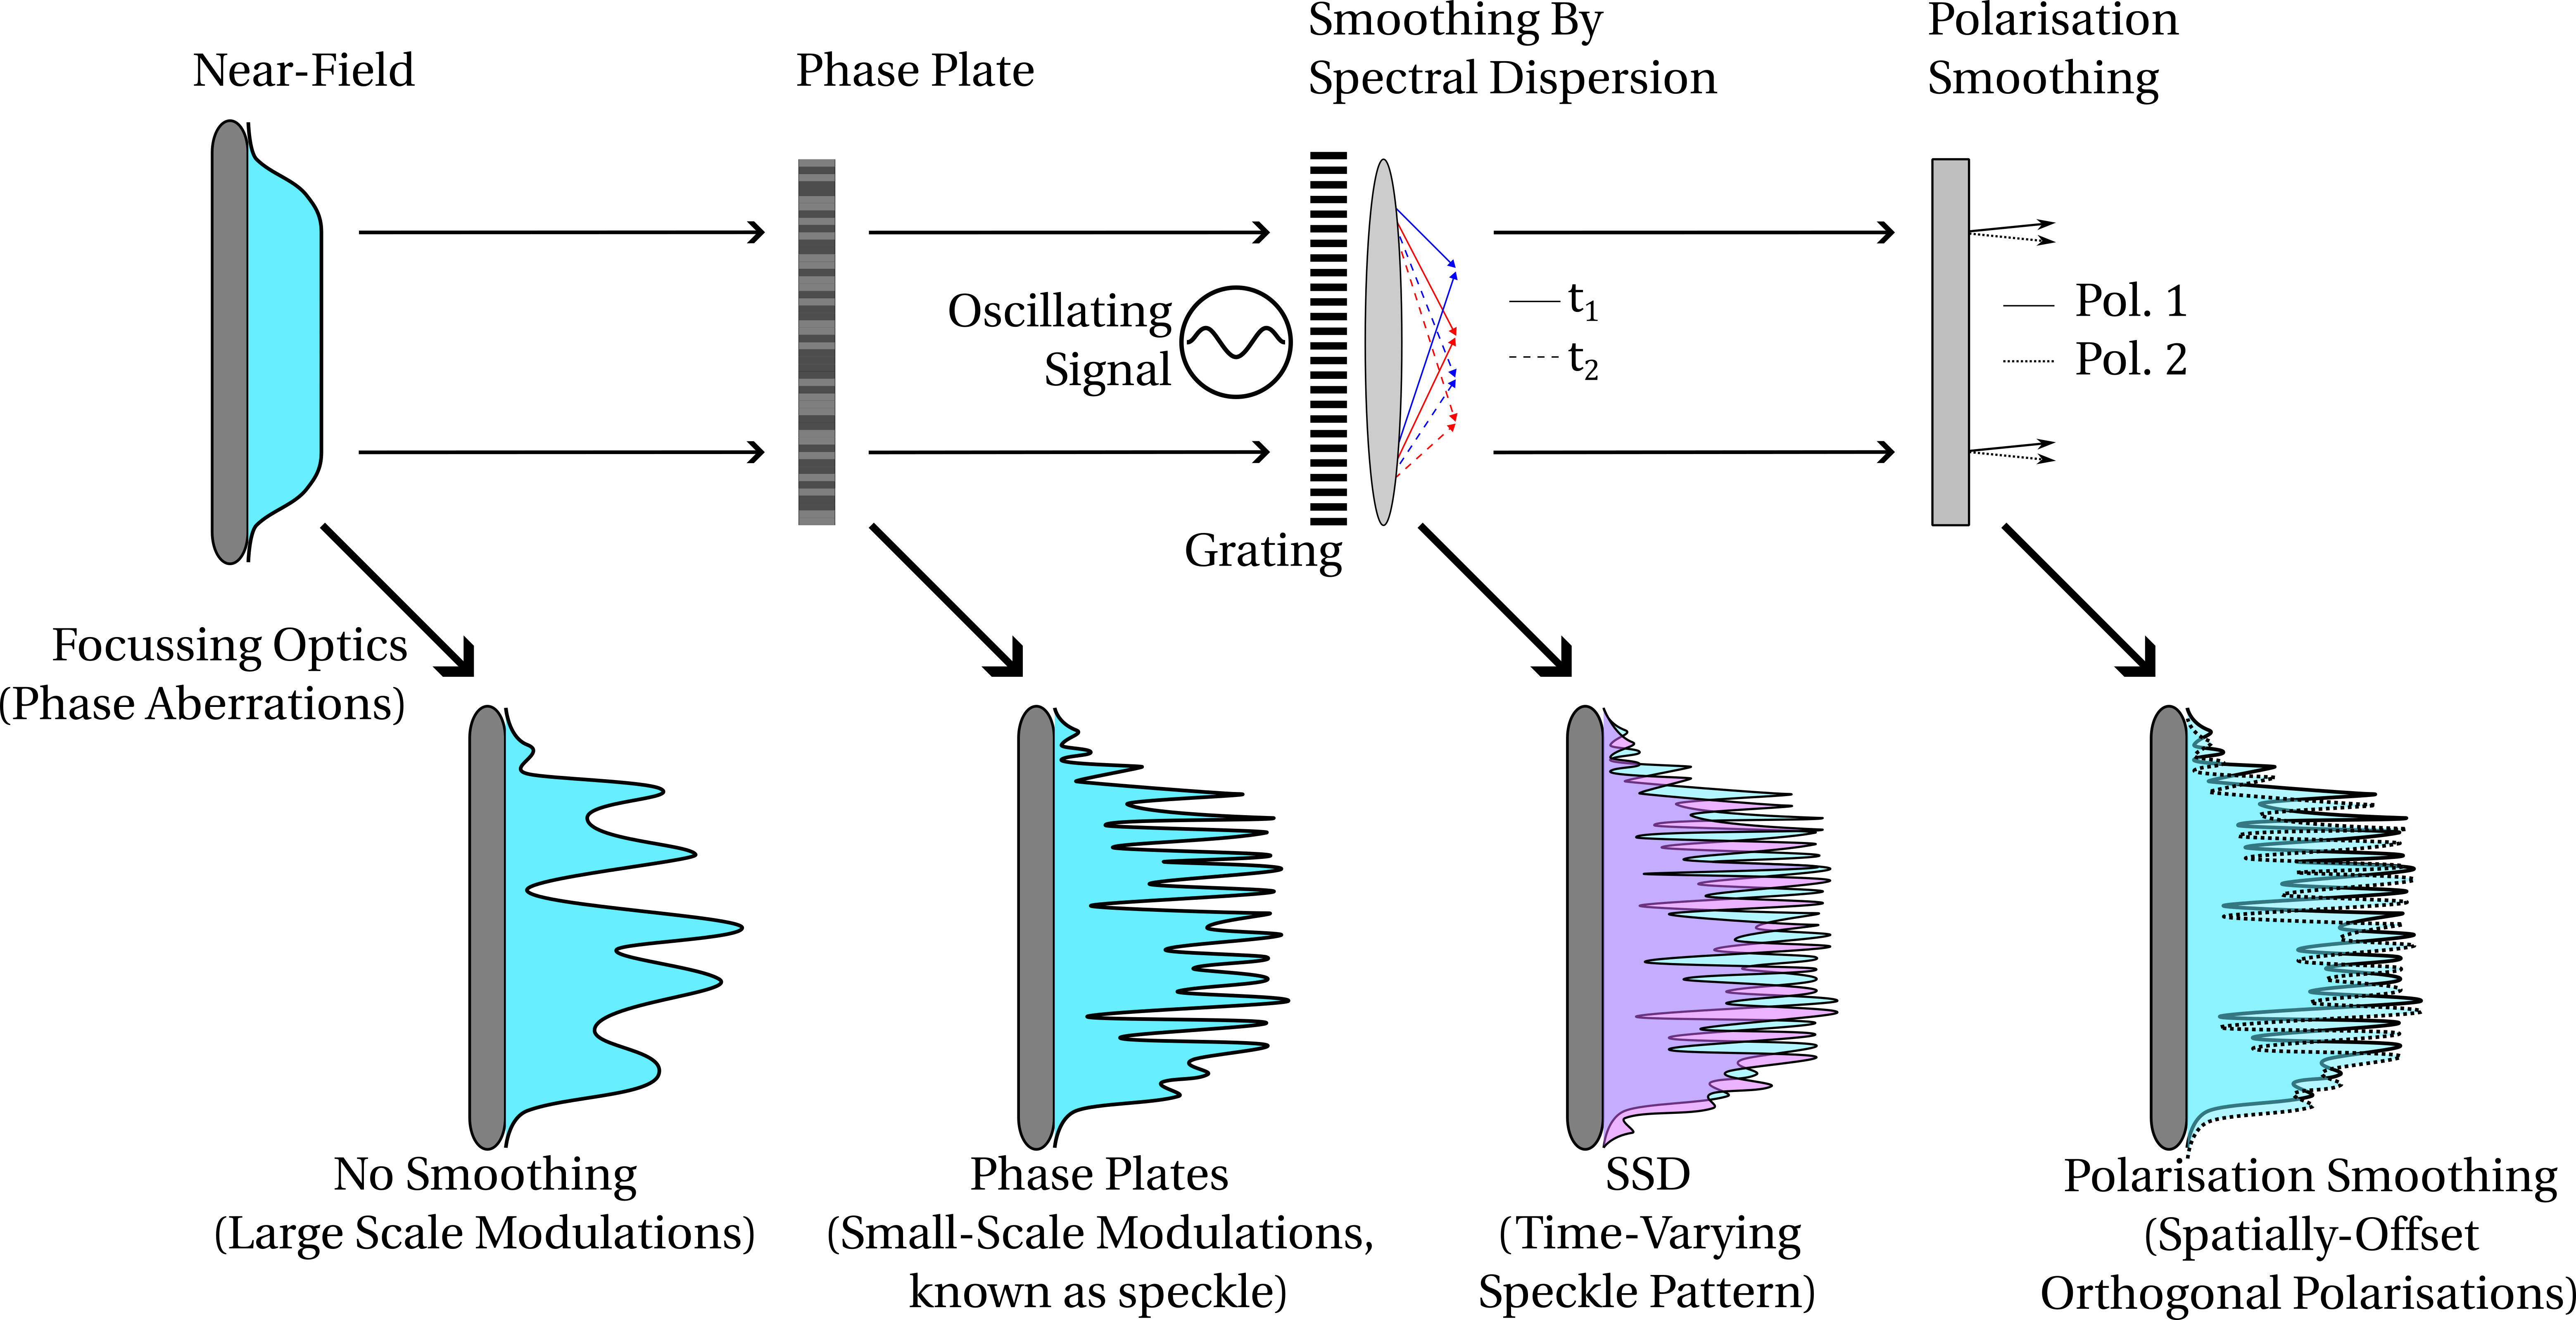 Near-Field
Phase Plate
Smoothing By
Spectral Dispersion
Polarisation
Smoothing
Oscillating
Signal
t1
t2
Pol. 1
Pol. 2
Grating
Focussing Optics
(Phase Aberrations)
No Smoothing
(Large Scale Modulations)
Phase Plates
(Small-Scale Modulations,
known as speckle)
SSD
(Time-Varying
Speckle Pattern)
Polarisation Smoothing
(Spatially-Offset
Orthogonal Polarisations)